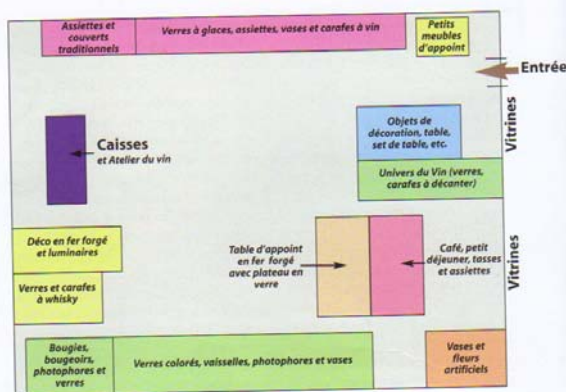 Assiettes et
couverts
traditionnels
Verres à glaces, assiettes, vases et carafes à vin
Petits
meubles
d'appoint
Entrée
Vitrines
Caisses
et Atelier du vin
Objets de
décoration, table,
set de table, etc.
Univers du Vin (verres,
carafes à décanter)
Déco en fer forgé
et luminaires
Verres et carafes
à whisky
Table d'appoint
en fer forgé
avec plateau en
verre
Café, petit
déjeuner, tasses
et assiettes
Vitrines
Bougies,
bougeoirs,
photophores et
verres
Verres colorés, vaisselles, photophores et vases
Vases et
fleurs
artificiels